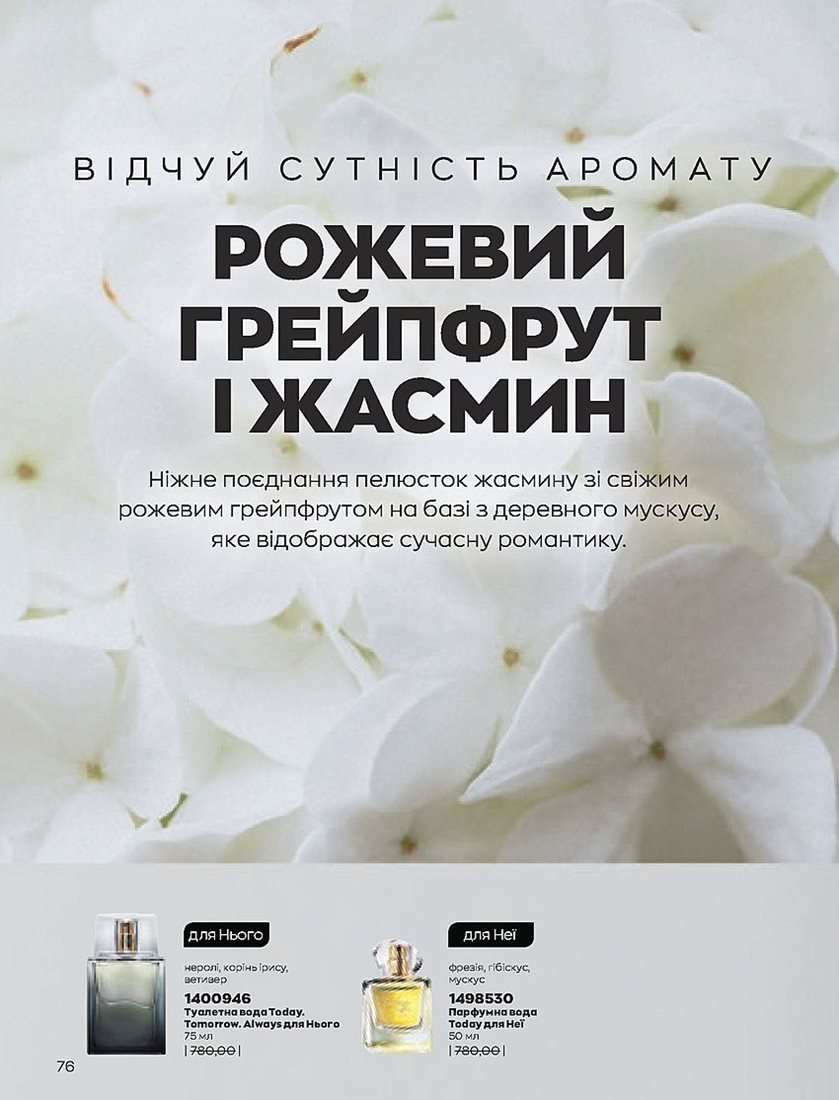 ВІДЧУЙ СУТНІСТЬ АРОМАТУ
РОЖЕВИЙ
ГРЕЙПФРУТ
І ЖАСМИН
Ніжне поєднання пелюсток жасмину зі свіжим
рожевим грейпфрутом на базі з деревного мускусу,
яке відображає сучасну романтику.
для Нього
неролі, корінь ірису,
ветивер
1400946
Туалетна вода Today.
Tomorrow. Always для Нього
75 мл
| 780,00 |
для Неї
фрезія, гібіскус,
мускус
1498530
Парфумна вода
Today для Неї
50 мл
| 780,00 |
76